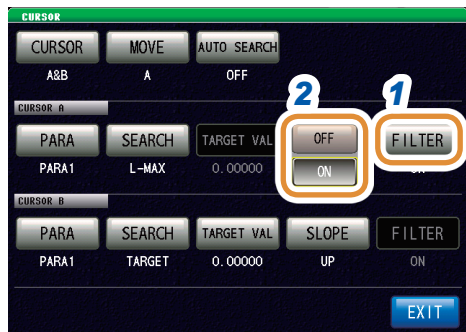 CURSOR
CURSOR MOVE AUTO SEARCH
A&B A OFF
2 1
CURSOR A
PARA SEARCH TARGET VAL OFF FILTER
ON
PARA1 L-MAX 0.00000 ON
CURSOR B
PARA SEARCH TARGET VAL SLOPE FILTER
PARA1 TARGET 0.00000 UP ON
EXIT